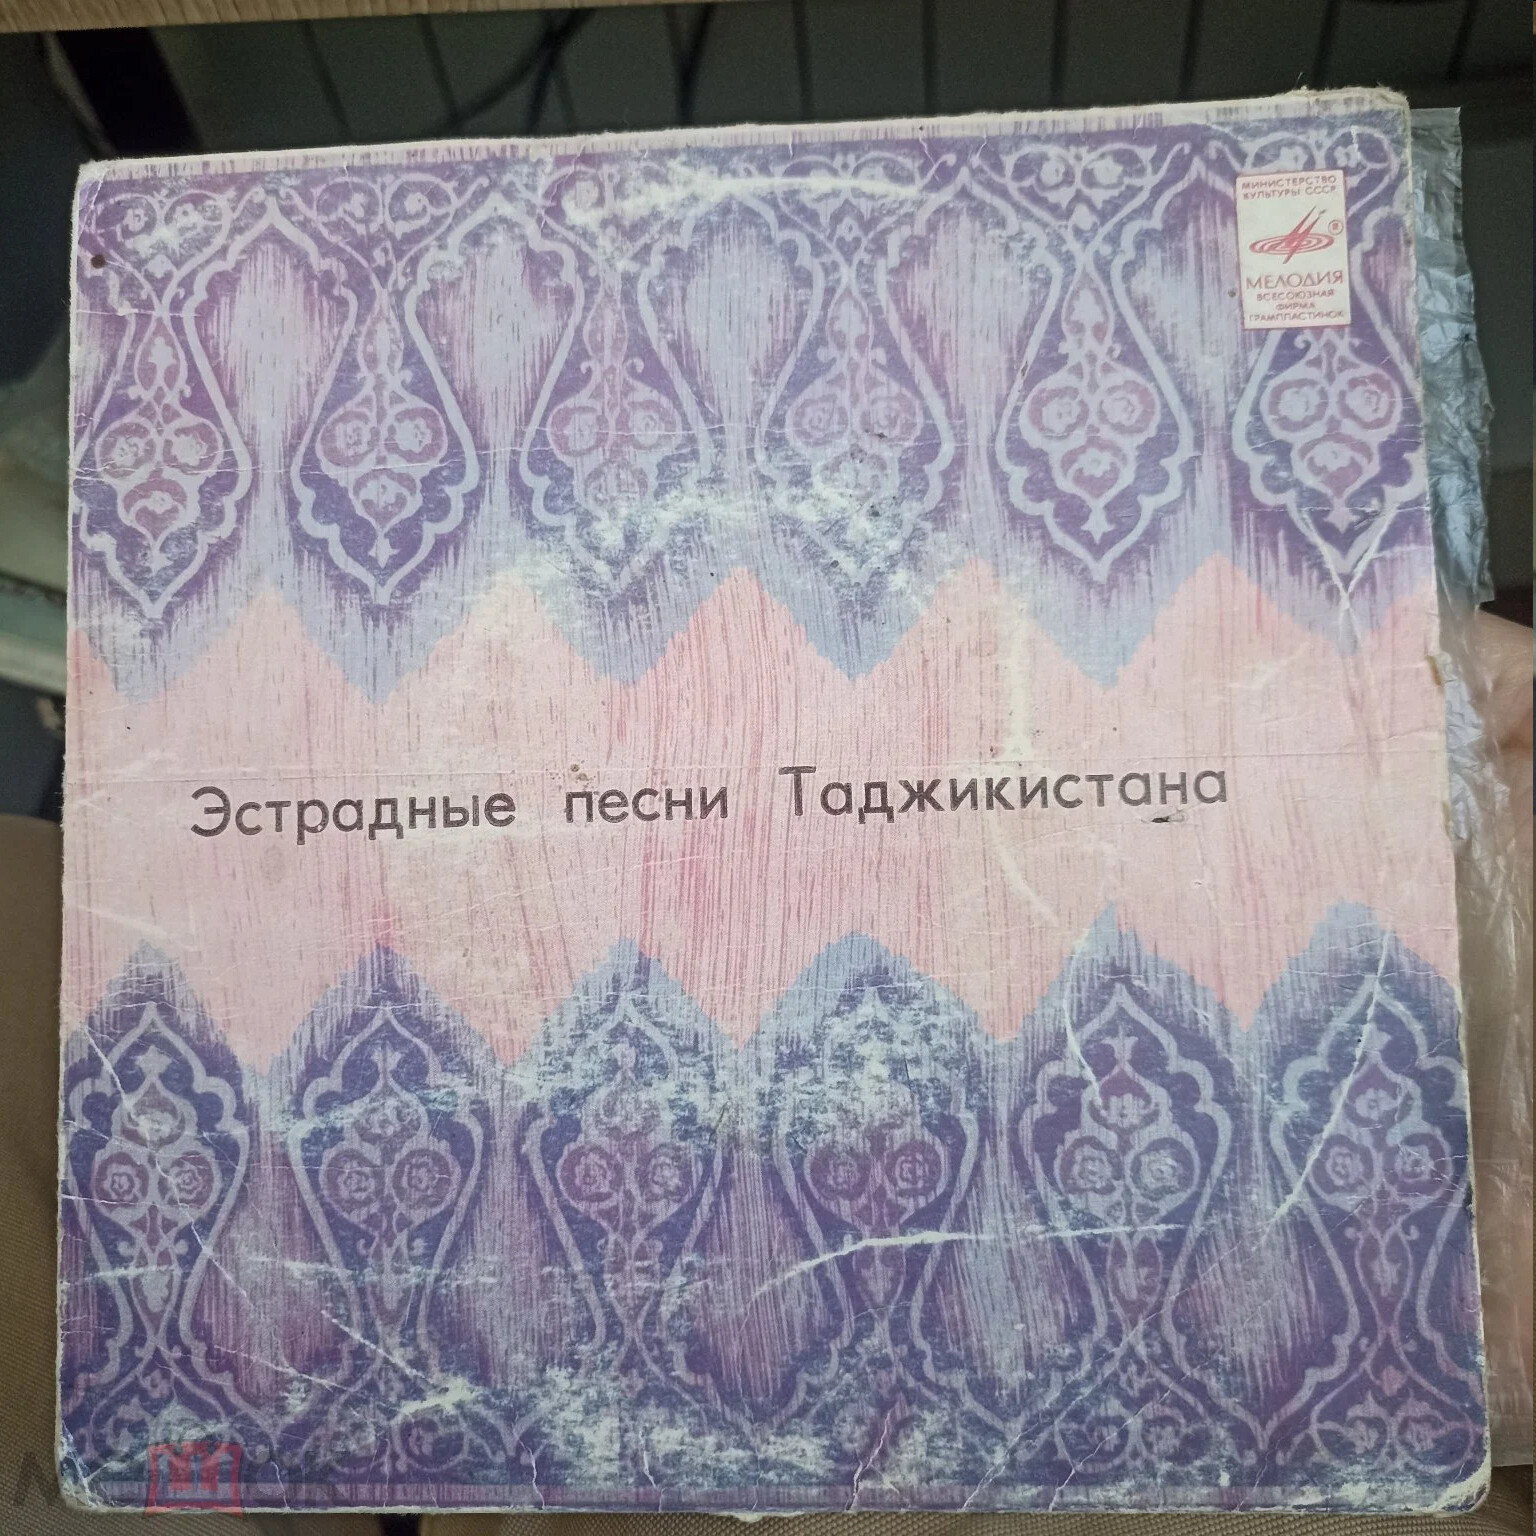 МИНИСТЕРСТВО
КУЛЬТУРЫ СССР
МЕЛОДИЯ
ВСЕСОЮЗНАЯ
ФИРМА
ГРАМПЛАСТИНОК
Эстрадные песни Таджикистана